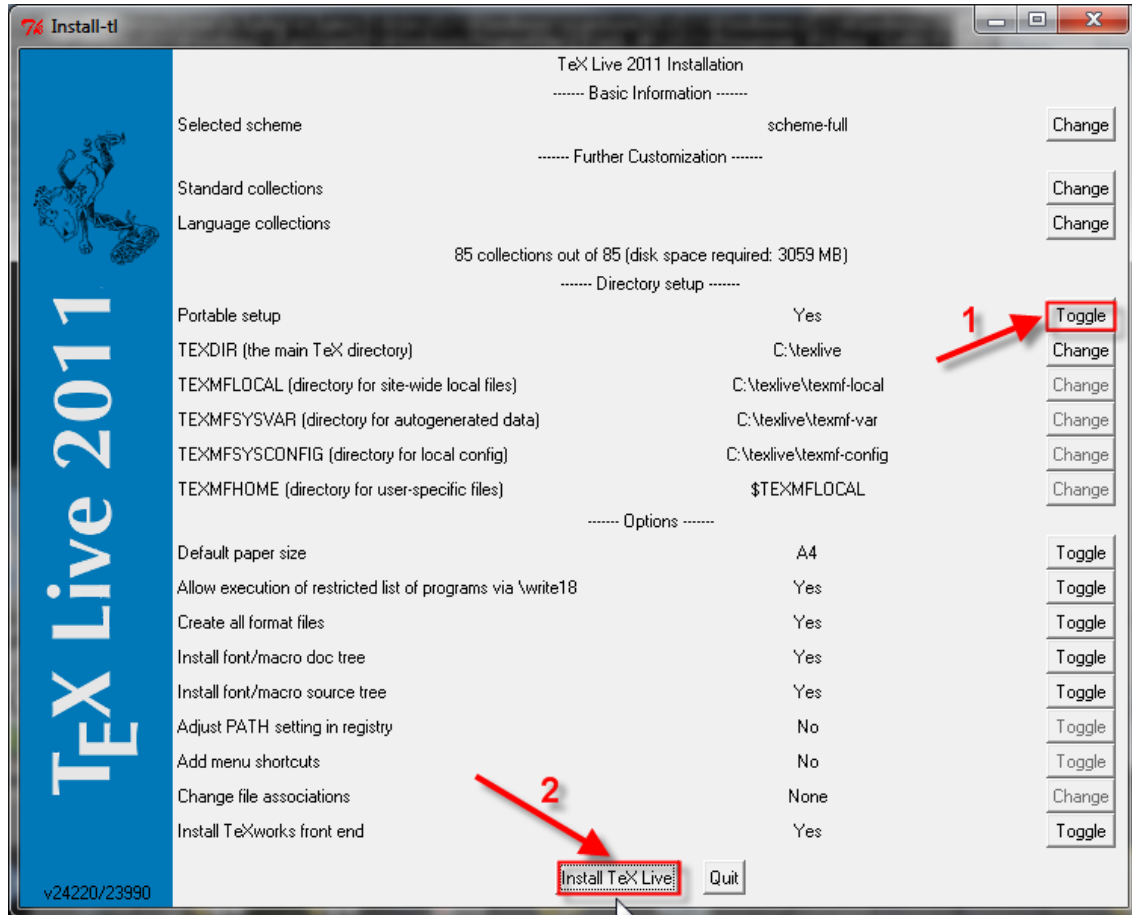 Install-tl
TeX Live 2011 Installation
------- Basic Information -------
Selected scheme scheme-full Change
------- Further Customization -------
Standard collections Change
Language collections Change
85 collections out of 85 (disk space required: 3059 MB)
------- Directory setup -------
Portable setup Yes 1 Toggle
TEXDIR (the main TeX directory) C:\texlive Change
TEXMFLOCAL (directory for site-wide local files) C:\texlive\texmf-local Change
TEXMFSYSVAR (directory for autogenerated data) C:\texlive\texmf-var Change
TEXMFSYSCONFIG (directory for local config) C:\texlive\texmf-config Change
TEXMFHOME (directory for user-specific files) $TEXMFLOCAL Change
------- Options -------
Default paper size A4 Toggle
Allow execution of restricted list of programs via \write18 Yes Toggle
Create all format files Yes Toggle
Install font/macro doc tree Yes Toggle
Install font/macro source tree Yes Toggle
Adjust PATH setting in registry No Toggle
Add menu shortcuts No Toggle
Change file associations 2 None Change
Install TeXworks front end Yes Toggle
Install TeX Live Quit
TEX Live 2011
v24220/23990